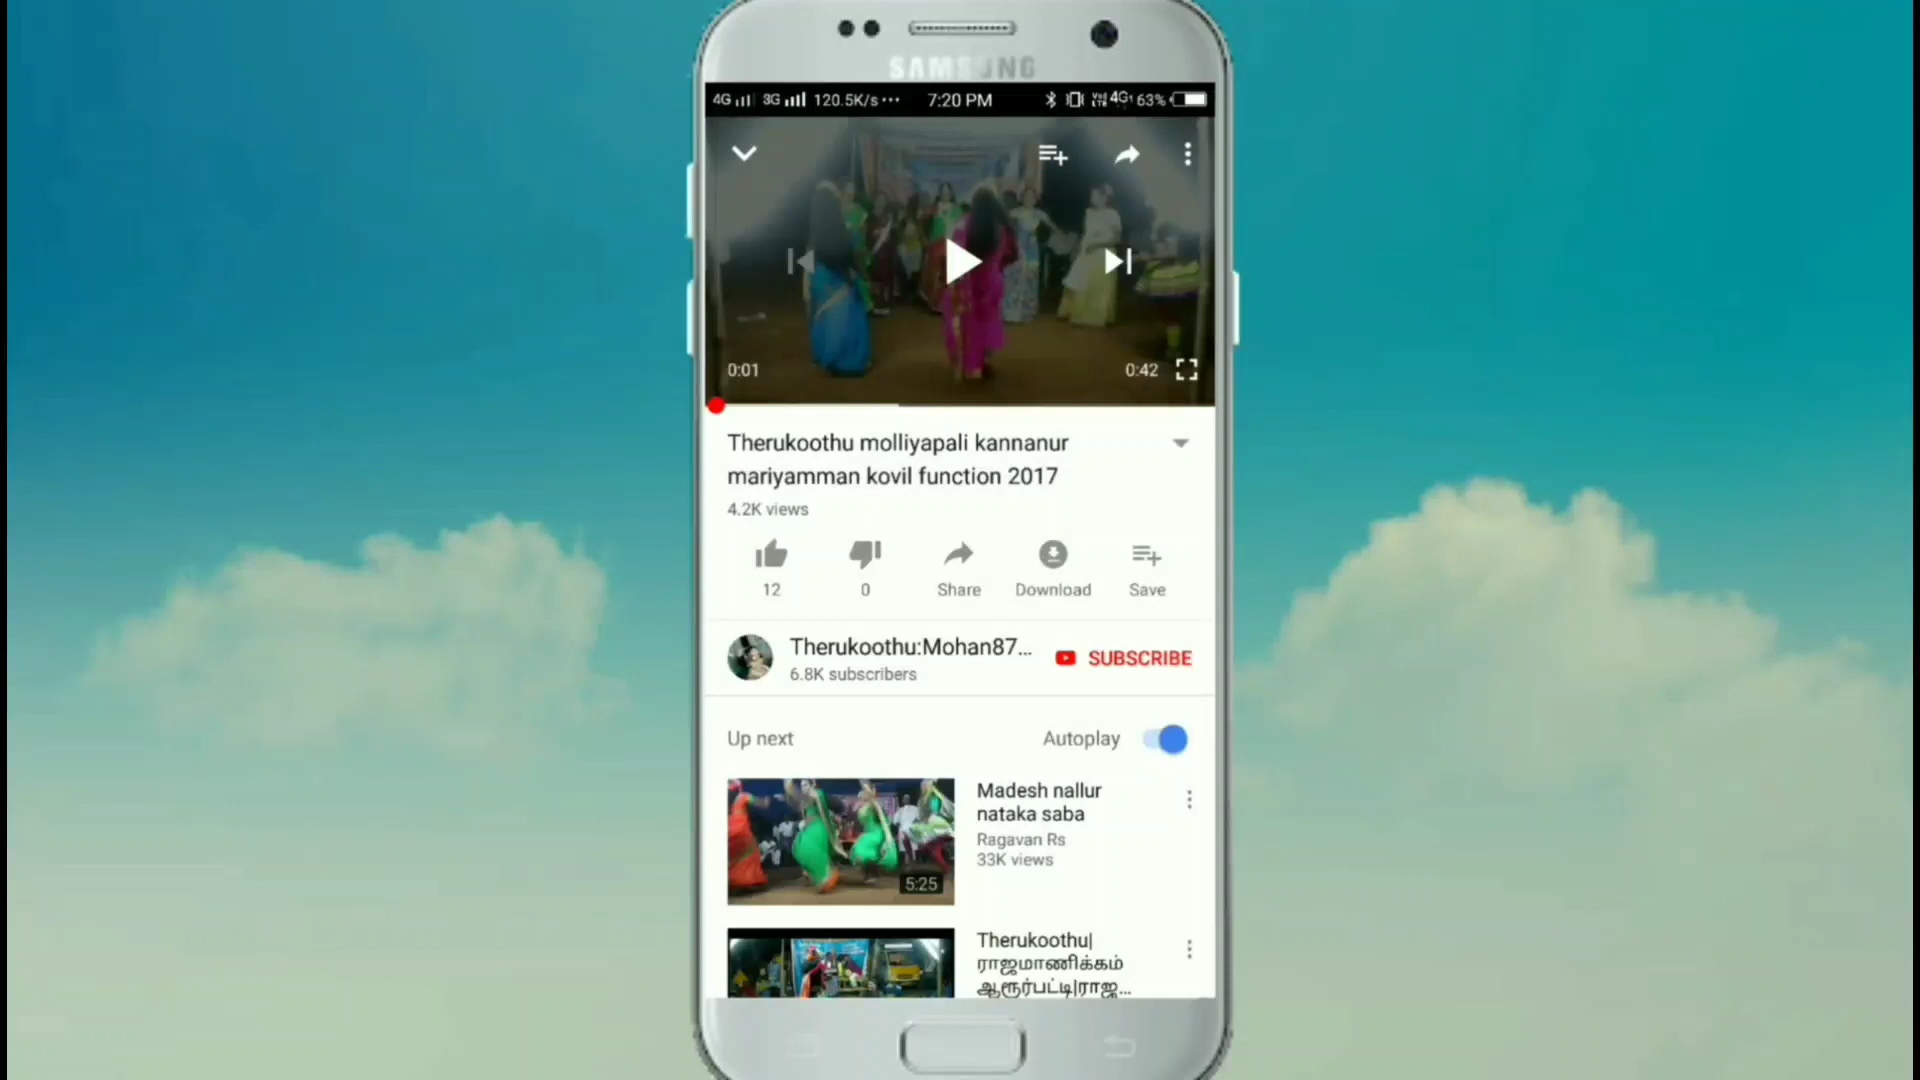 SAMSUNG
4G 3G 120.5K/s... 7:20 PM 4G 63%
0:01 0:42
Therukoothu molliyapali kannanur
mariyamman kovil function 2017
4.2K views
12 0 Share Download Save
Therukoothu:Mohan87... SUBSCRIBE
6.8K subscribers
Up next Autoplay
Madesh nallur
nataka saba
Ragavan Rs
33K views
5:25
Therukoothu|
ராஜமாணிக்கம்
ஆரூர்பட்டி|ராஜ...